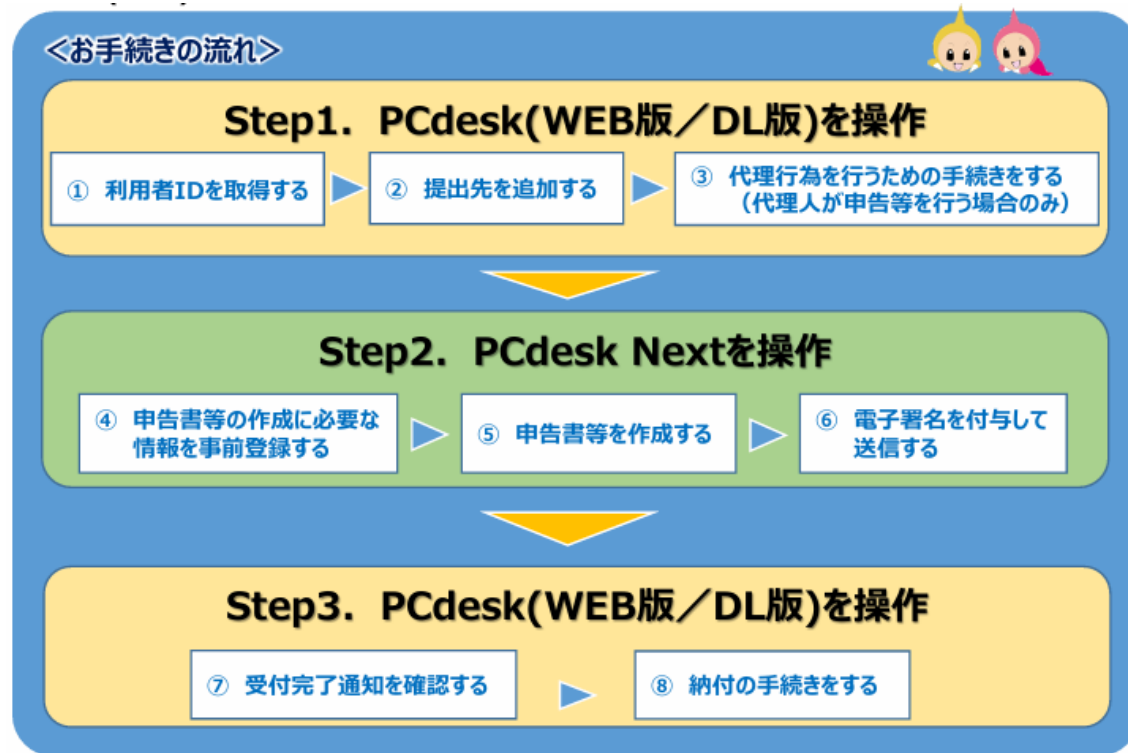 <お手続きの流れ>
Step1. PCdesk(WEB版／DL版)を操作
① 利用者IDを取得する
② 提出先を追加する
③ 代理行為を行うための手続きをする
（代理人が申告等を行う場合のみ）
Step2. PCdesk Nextを操作
④ 申告書等の作成に必要な
情報を事前登録する
⑤ 申告書等を作成する
⑥ 電子署名を付与して
送信する
Step3. PCdesk(WEB版／DL版)を操作
⑦ 受付完了通知を確認する
⑧ 納付の手続きをする